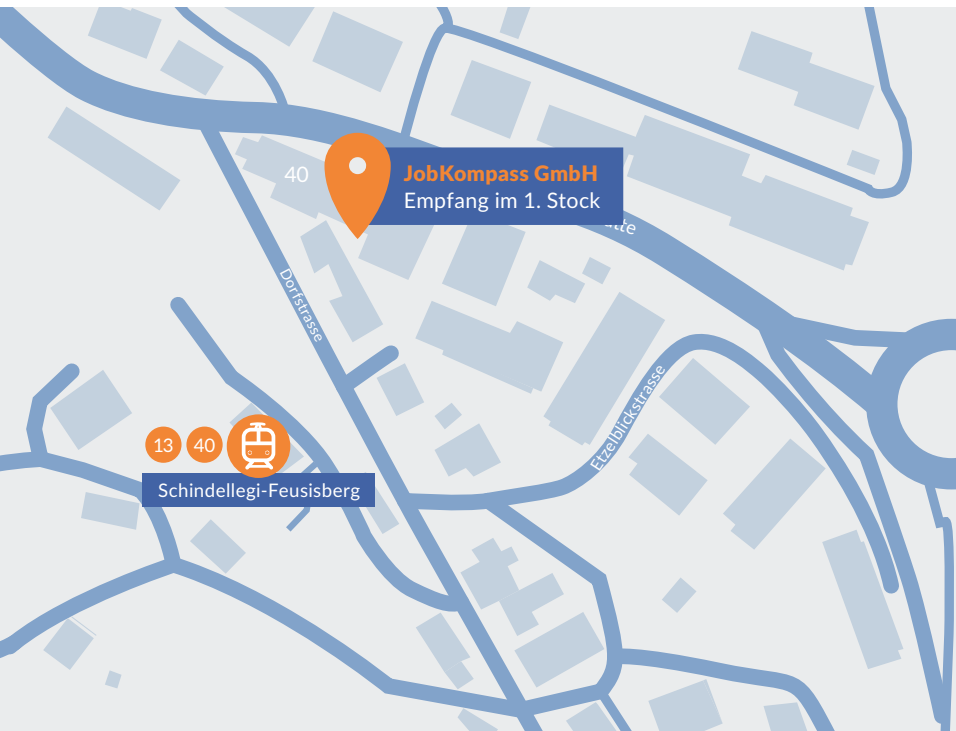 40
JobKompass GmbH
Empfang im 1. Stock
Dorfstrasse
Etzelblickstrasse
13
40
Schindellegi-Feusisberg